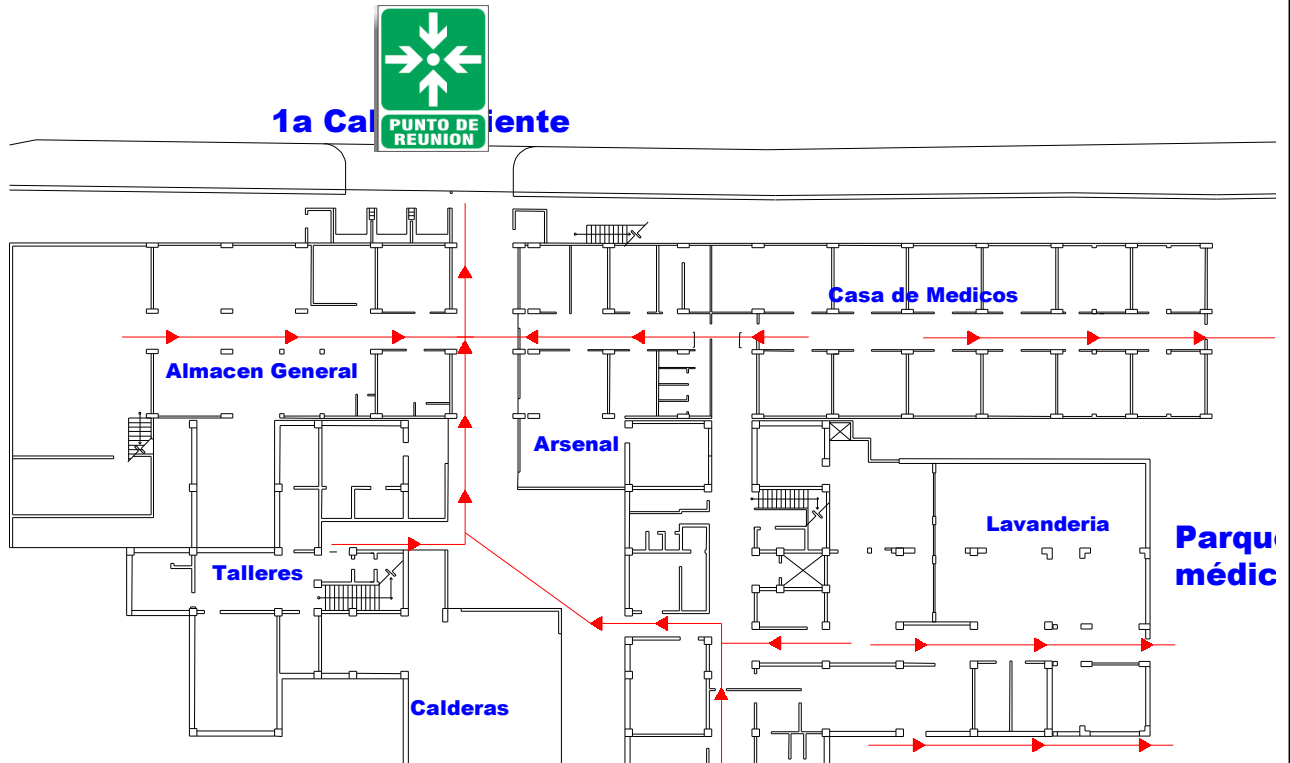 PUNTO DE
REUNION
1a Cal iente
Casa de Medicos
Almacen General
Arsenal
Lavanderia
Parqu
médic
Talleres
Calderas